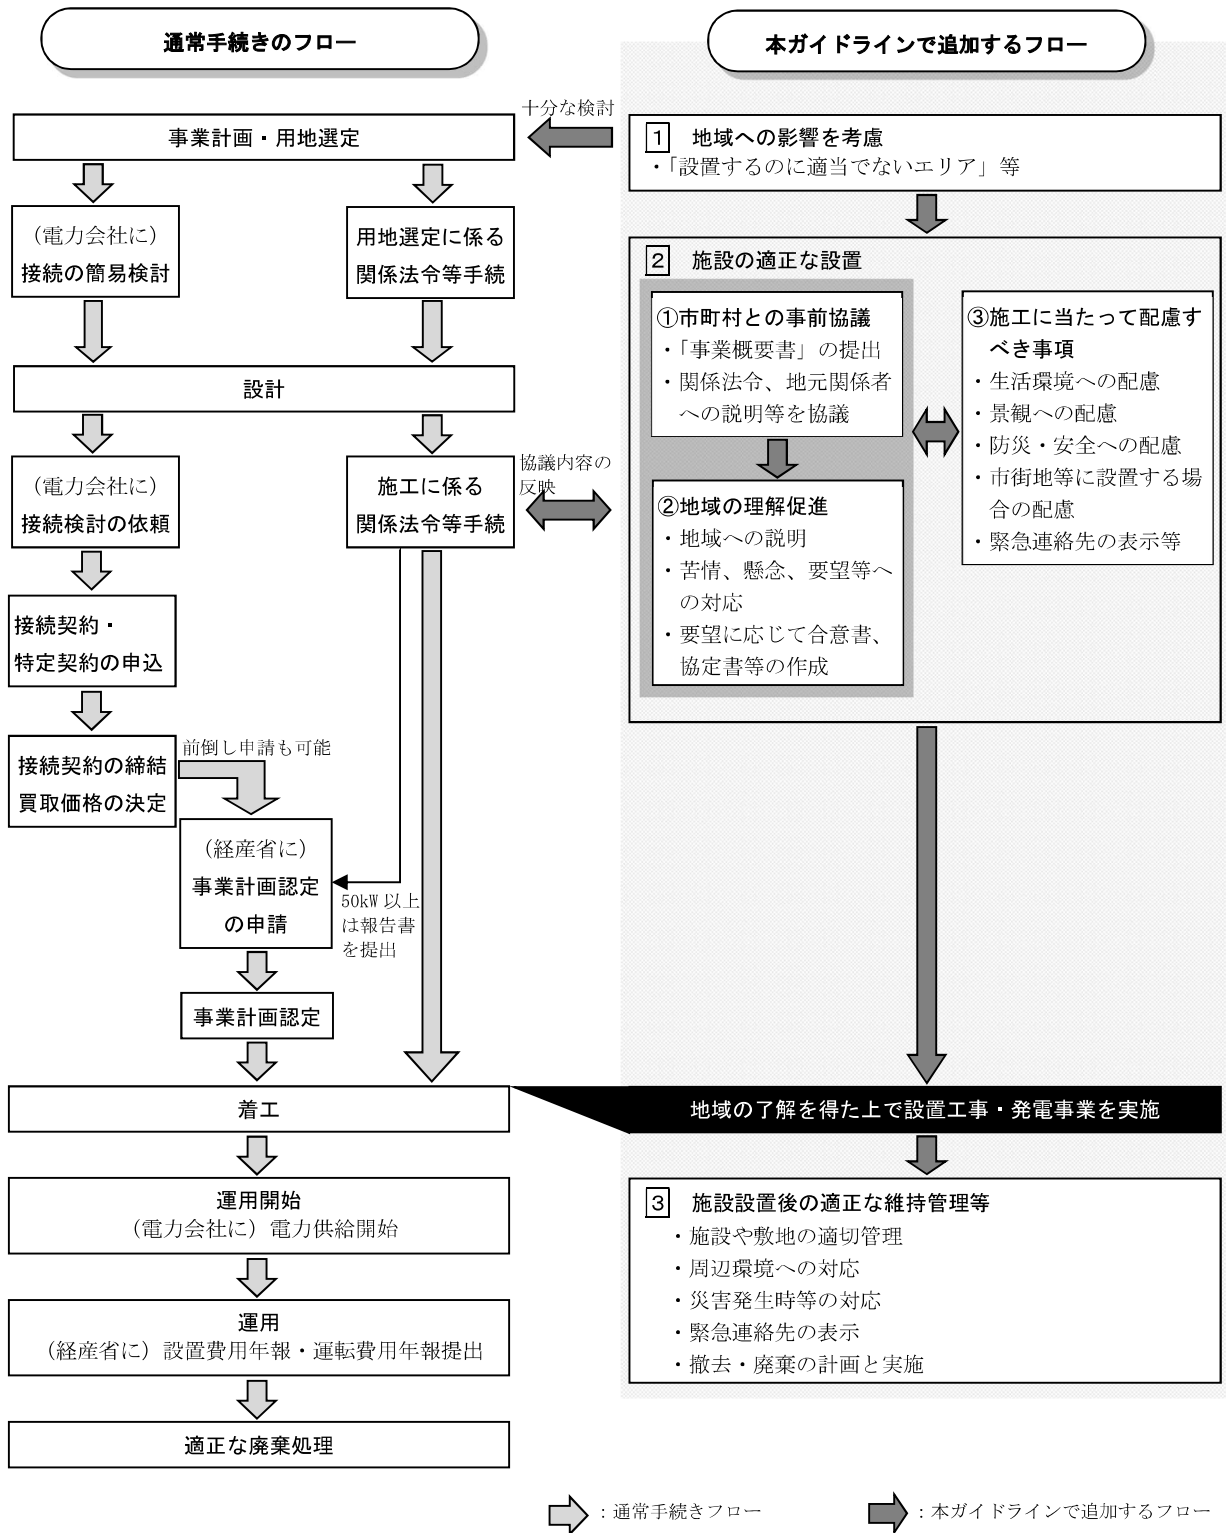 通常手続きのフロー
事業計画・用地選定
（電力会社に）
接続の簡易検討
用地選定に係る
関係法令等手続
設計
（電力会社に）
接続検討の依頼
施工に係る
関係法令等手続
接続契約・
特定契約の申込
接続契約の締結
買取価格の決定
前倒し申請も可能
（経産省に）
事業計画認定
の申請
50kW 以上
は報告書
を提出
事業計画認定
着工
運用開始
（電力会社に）電力供給開始
運用
（経産省に）設置費用年報・運転費用年報提出
適正な廃棄処理
本ガイドラインで追加するフロー
十分な検討
1 地域への影響を考慮
・「設置するのに適当でないエリア」等
2 施設の適正な設置
①市町村との事前協議
・「事業概要書」の提出
・関係法令、地元関係者
への説明等を協議
協議内容の
反映
②地域の理解促進
・地域への説明
・苦情、懸念、要望等へ
の対応
・要望に応じて合意書、
協定書等の作成
③施工に当たって配慮す
べき事項
・生活環境への配慮
・景観への配慮
・防災・安全への配慮
・市街地等に設置する場
合の配慮
・緊急連絡先の表示等
地域の了解を得た上で設置工事・発電事業を実施
3 施設設置後の適正な維持管理等
・施設や敷地の適切管理
・周辺環境への対応
・災害発生時等の対応
・緊急連絡先の表示
・撤去・廃棄の計画と実施
：通常手続きフロー
：本ガイドラインで追加するフロー